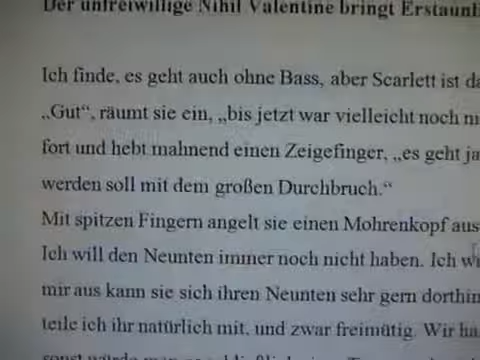 Der unfreiwillige Nihil Valentine bringt
Ich finde, es geht auch ohne Bass, aber Scarlett ist
„Gut“, räumt sie ein, „bis jetzt war vielleicht noch
fort und hebt mahnend einen Zeigefinger, „es geht ja
werden soll mit dem großen Durchbruch.“
Mit spitzen Fingern angelt sie einen Mohrenkopf aus
Ich will den Neunten immer noch nicht haben. Ich
mir aus kann sie sich ihren Neunten sehr gern dorthin
teile ich ihr natürlich mit, und zwar freimütig. Wir